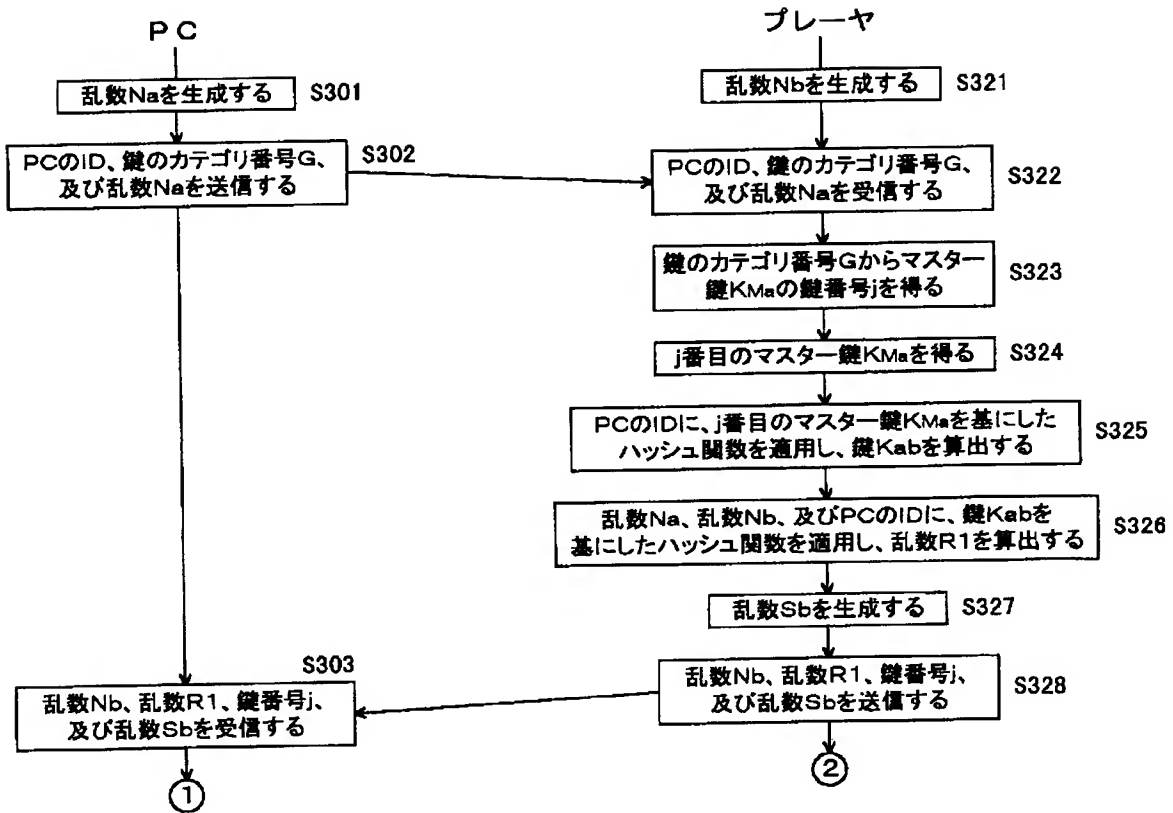 PC
乱数Naを生成する
S301
PCのID、鍵のカテゴリ番号G、
及び乱数Naを送信する
S302
プレーヤ
乱数Nbを生成する
S321
PCのID、鍵のカテゴリ番号G、
及び乱数Naを受信する
S322
鍵のカテゴリ番号Gからマスター
鍵KMaの鍵番号jを得る
S323
j番目のマスター鍵KMaを得る
S324
PCのIDに、j番目のマスター鍵KMaを基にした
ハッシュ関数を適用し、鍵Kabを算出する
S325
乱数Na、乱数Nb、及びPCのIDに、鍵Kabを
基にしたハッシュ関数を適用し、乱数R1を算出する
S326
乱数Sbを生成する
S327
乱数Nb、乱数R1、鍵番号j、
及び乱数Sbを送信する
S328
②
S303
乱数Nb、乱数R1、鍵番号j、
及び乱数Sbを受信する
①